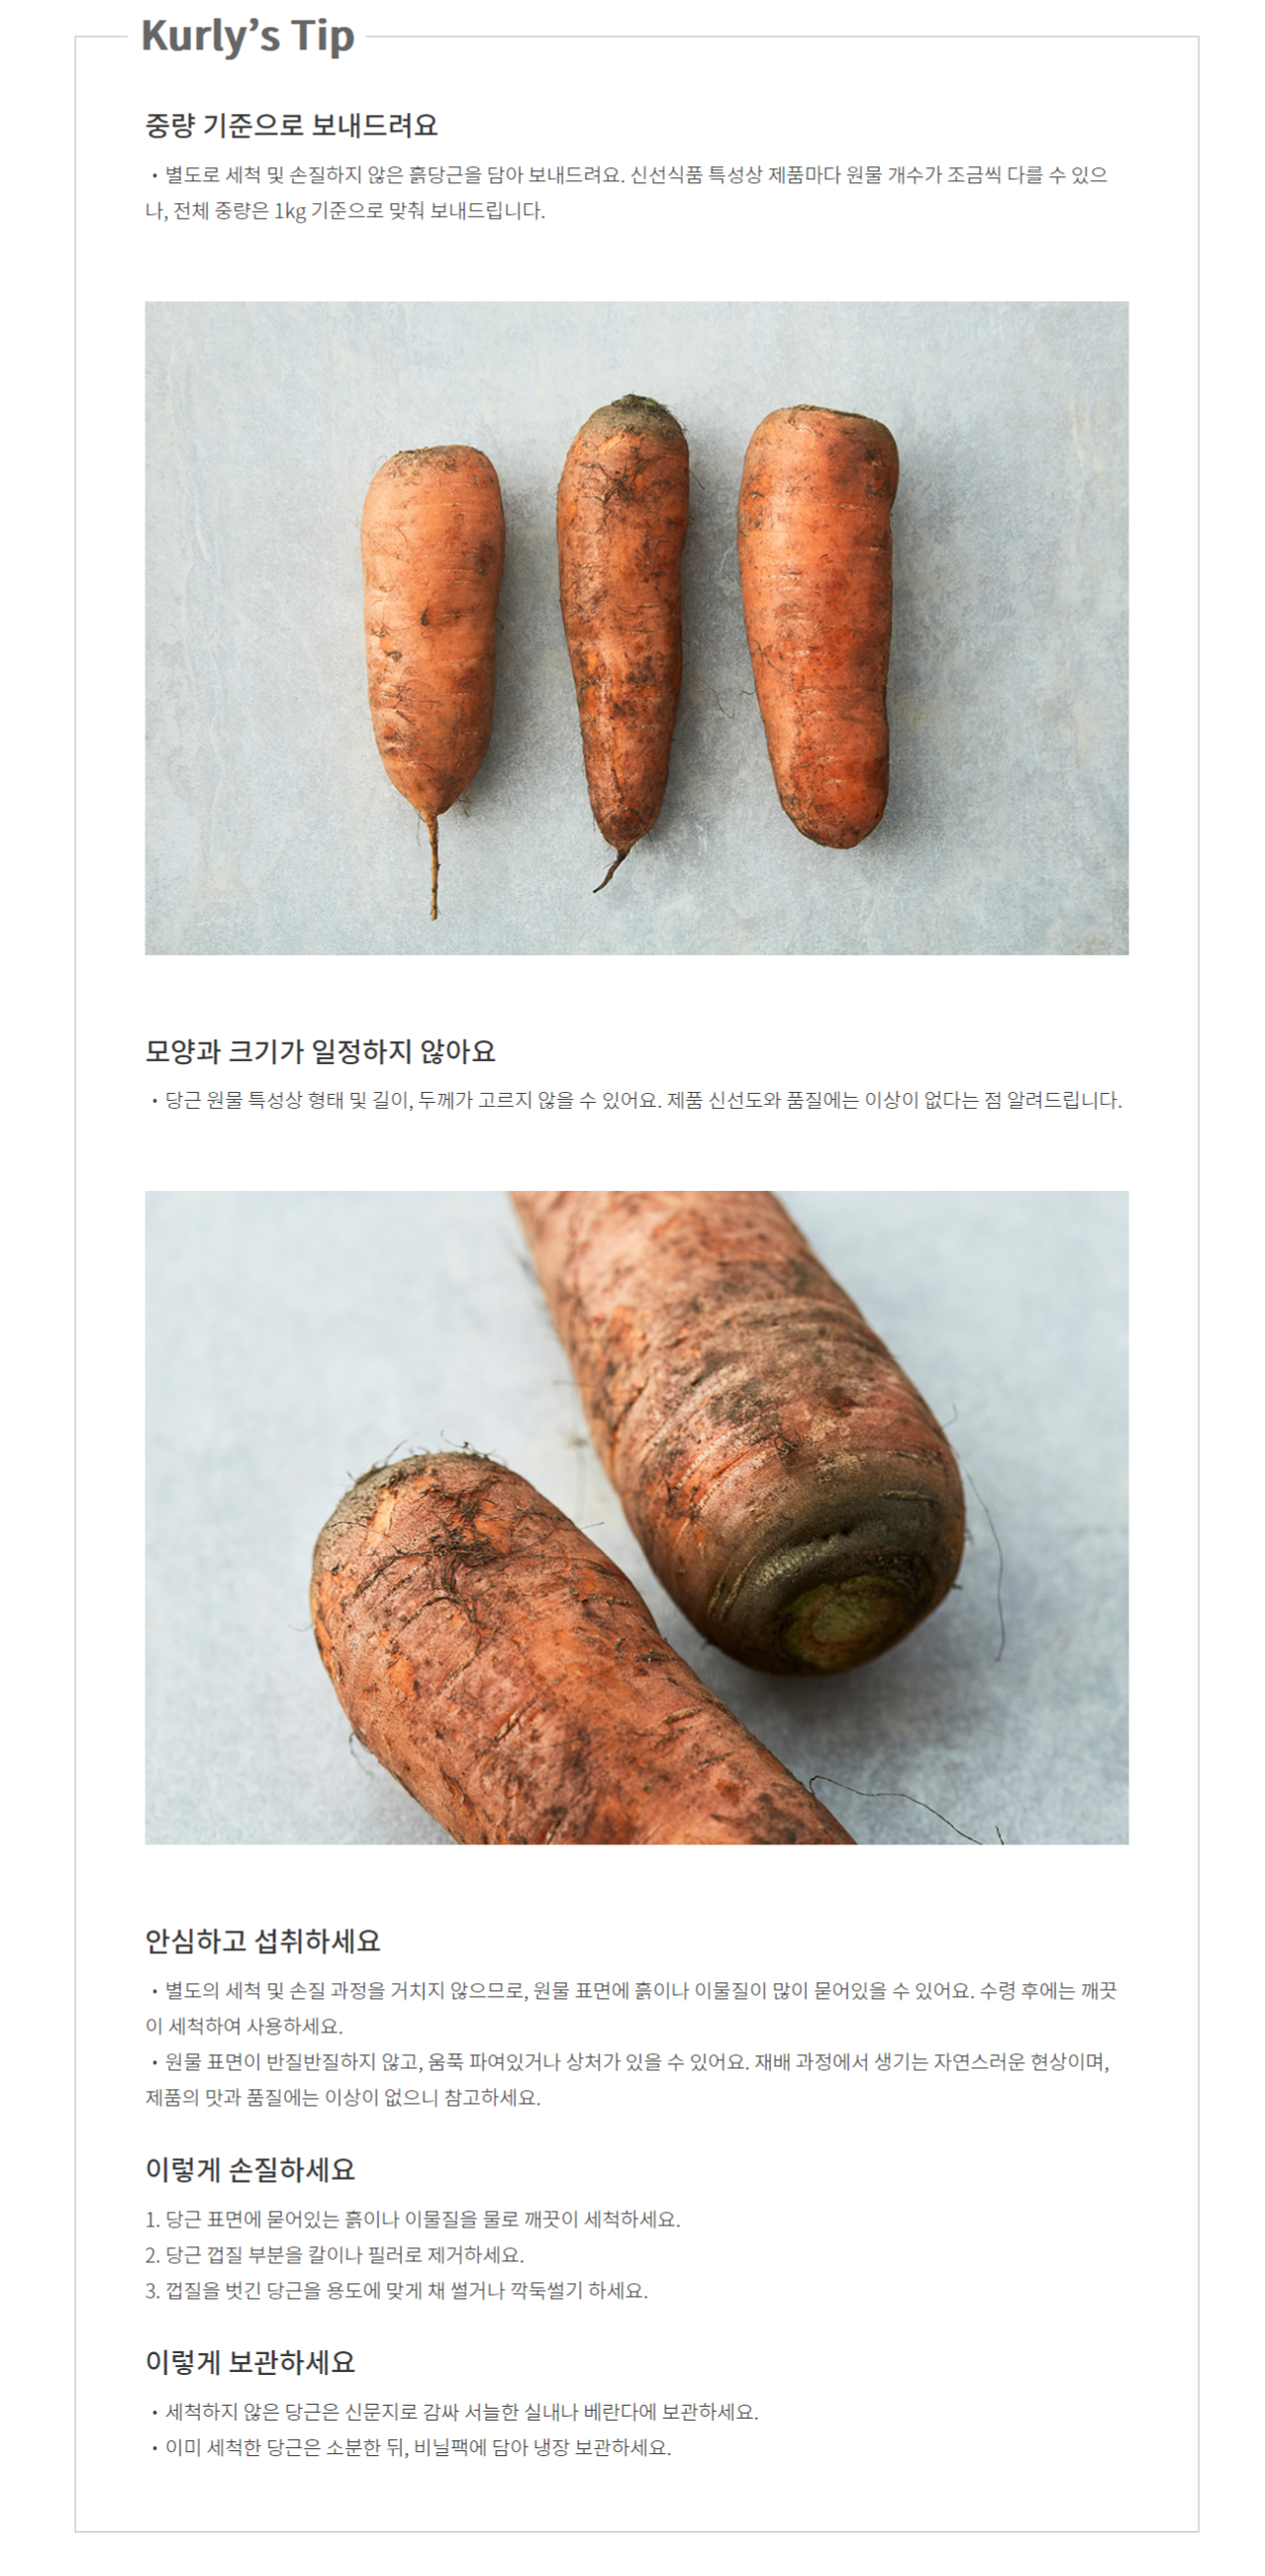 Kurly’s Tip
중량 기준으로 보내드려요
・별도로 세척 및 손질하지 않은 흙당근을 담아 보내드려요. 신선식품 특성상 제품마다 원물 개수가 조금씩 다를 수 있으
나, 전체 중량은 1kg 기준으로 맞춰 보내드립니다.
모양과 크기가 일정하지 않아요
・당근 원물 특성상 형태 및 길이, 두께가 고르지 않을 수 있어요. 제품 신선도와 품질에는 이상이 없다는 점 알려드립니다.
안심하고 섭취하세요
・별도의 세척 및 손질 과정을 거치지 않으므로, 원물 표면에 흙이나 이물질이 많이 묻어있을 수 있어요. 수령 후에는 깨끗
이 세척하여 사용하세요.
・원물 표면이 반질반질하지 않고, 움푹 파여있거나 상처가 있을 수 있어요. 재배 과정에서 생기는 자연스러운 현상이며,
제품의 맛과 품질에는 이상이 없으니 참고하세요.
이렇게 손질하세요
1. 당근 표면에 묻어있는 흙이나 이물질을 물로 깨끗이 세척하세요.
2. 당근 껍질 부분을 칼이나 필러로 제거하세요.
3. 껍질을 벗긴 당근을 용도에 맞게 채 썰거나 깍둑썰기 하세요.
이렇게 보관하세요
・세척하지 않은 당근은 신문지로 감싸 서늘한 실내나 베란다에 보관하세요.
・이미 세척한 당근은 소분한 뒤, 비닐팩에 담아 냉장 보관하세요.